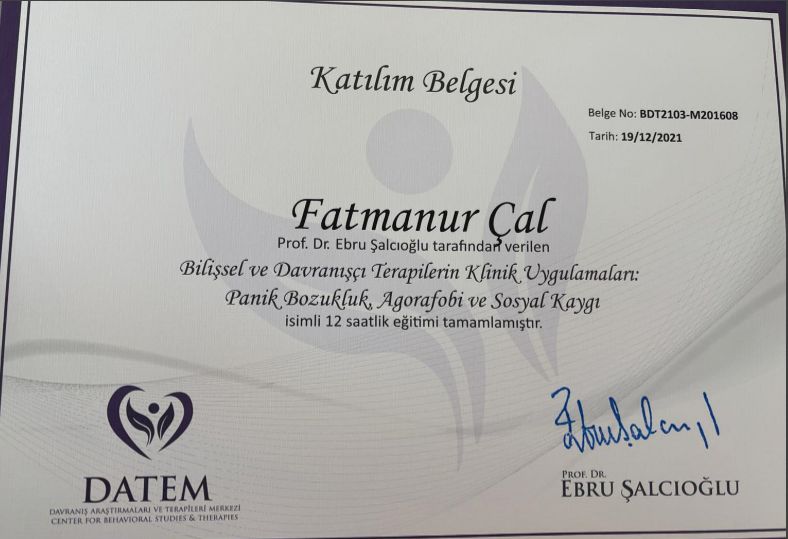 Katılım Belgesi
Belge No: BDT2103-M201608
Tarih: 19/12/2021
Fatmanur Çal
Prof. Dr. Ebru Şalcıoğlu tarafından verilen
Bilişsel ve Davranışçı Terapilerin Klinik Uygulamaları:
Panik Bozukluk, Agorafobi ve Sosyal Kaygı
isimli 12 saatlik eğitimi tamamlamıştır.
DATEM
DAVRANIŞ ARAŞTIRMALARI VE TERAPİLERİ MERKEZİ
CENTER FOR BEHAVIORAL STUDIES & THERAPIES
PROF. DR.
EBRU ŞALCIOĞLU